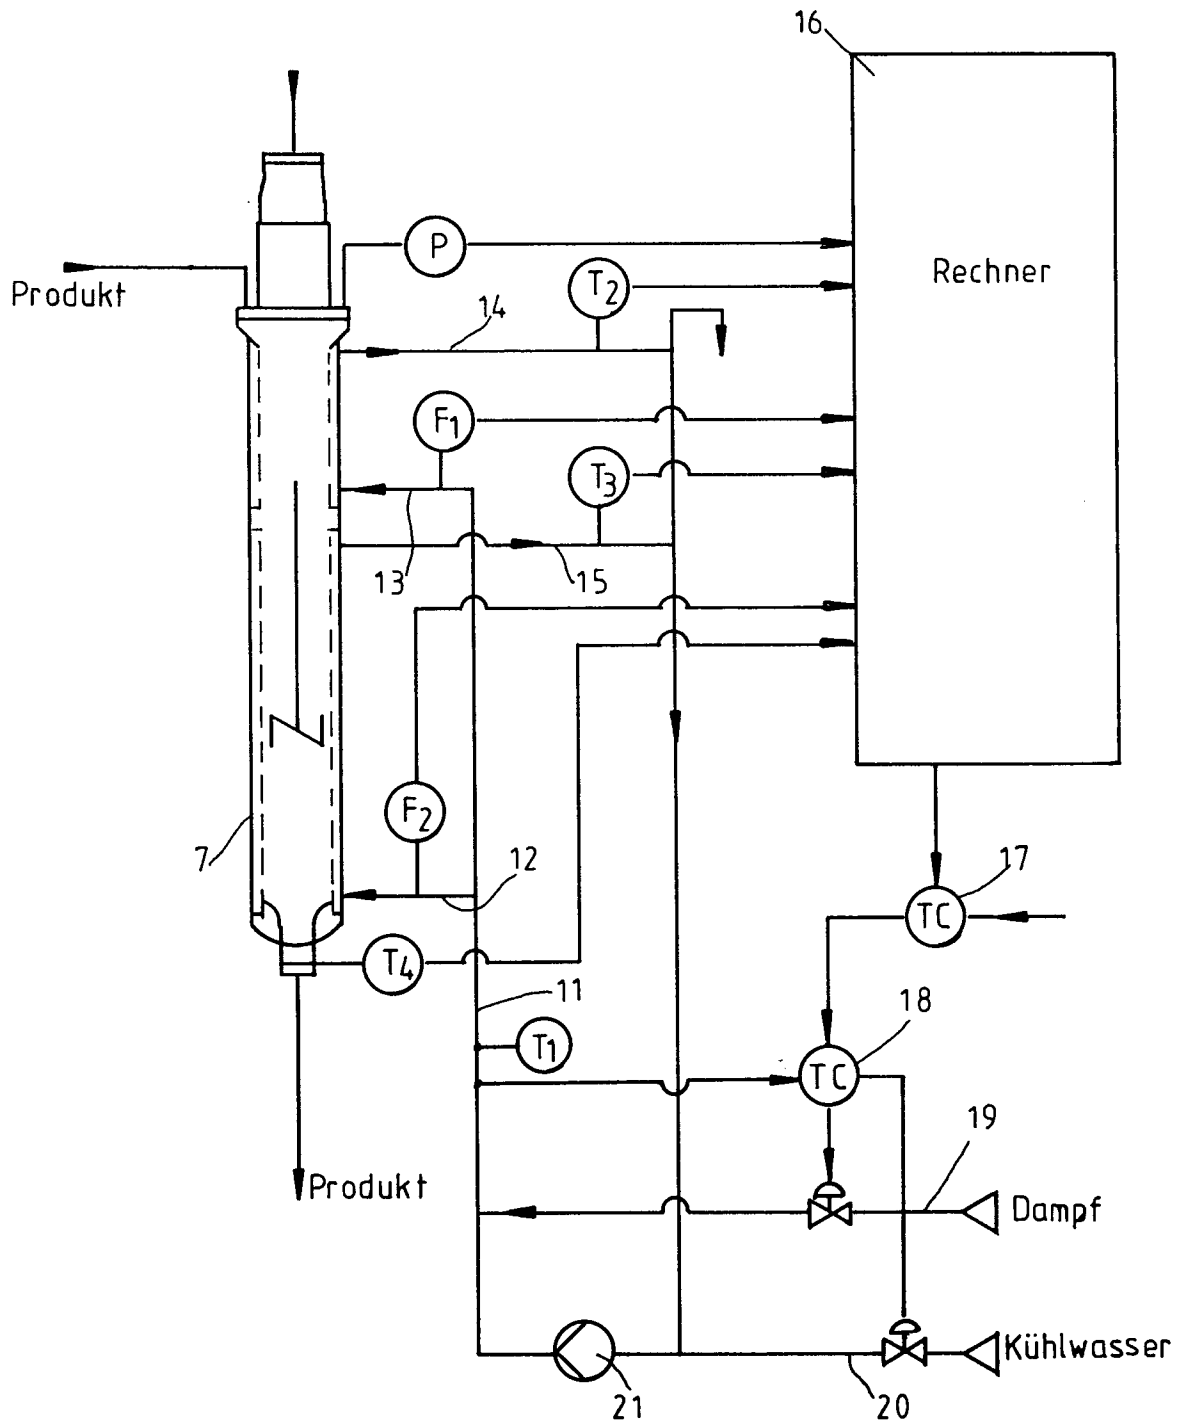 16
Rechner
P
Produkt
T2
14
F1
T3
13
15
F2
7
12
17
TC
T4
11
18
T1
TC
19
Produkt
Dampf
Kühlwasser
21
20